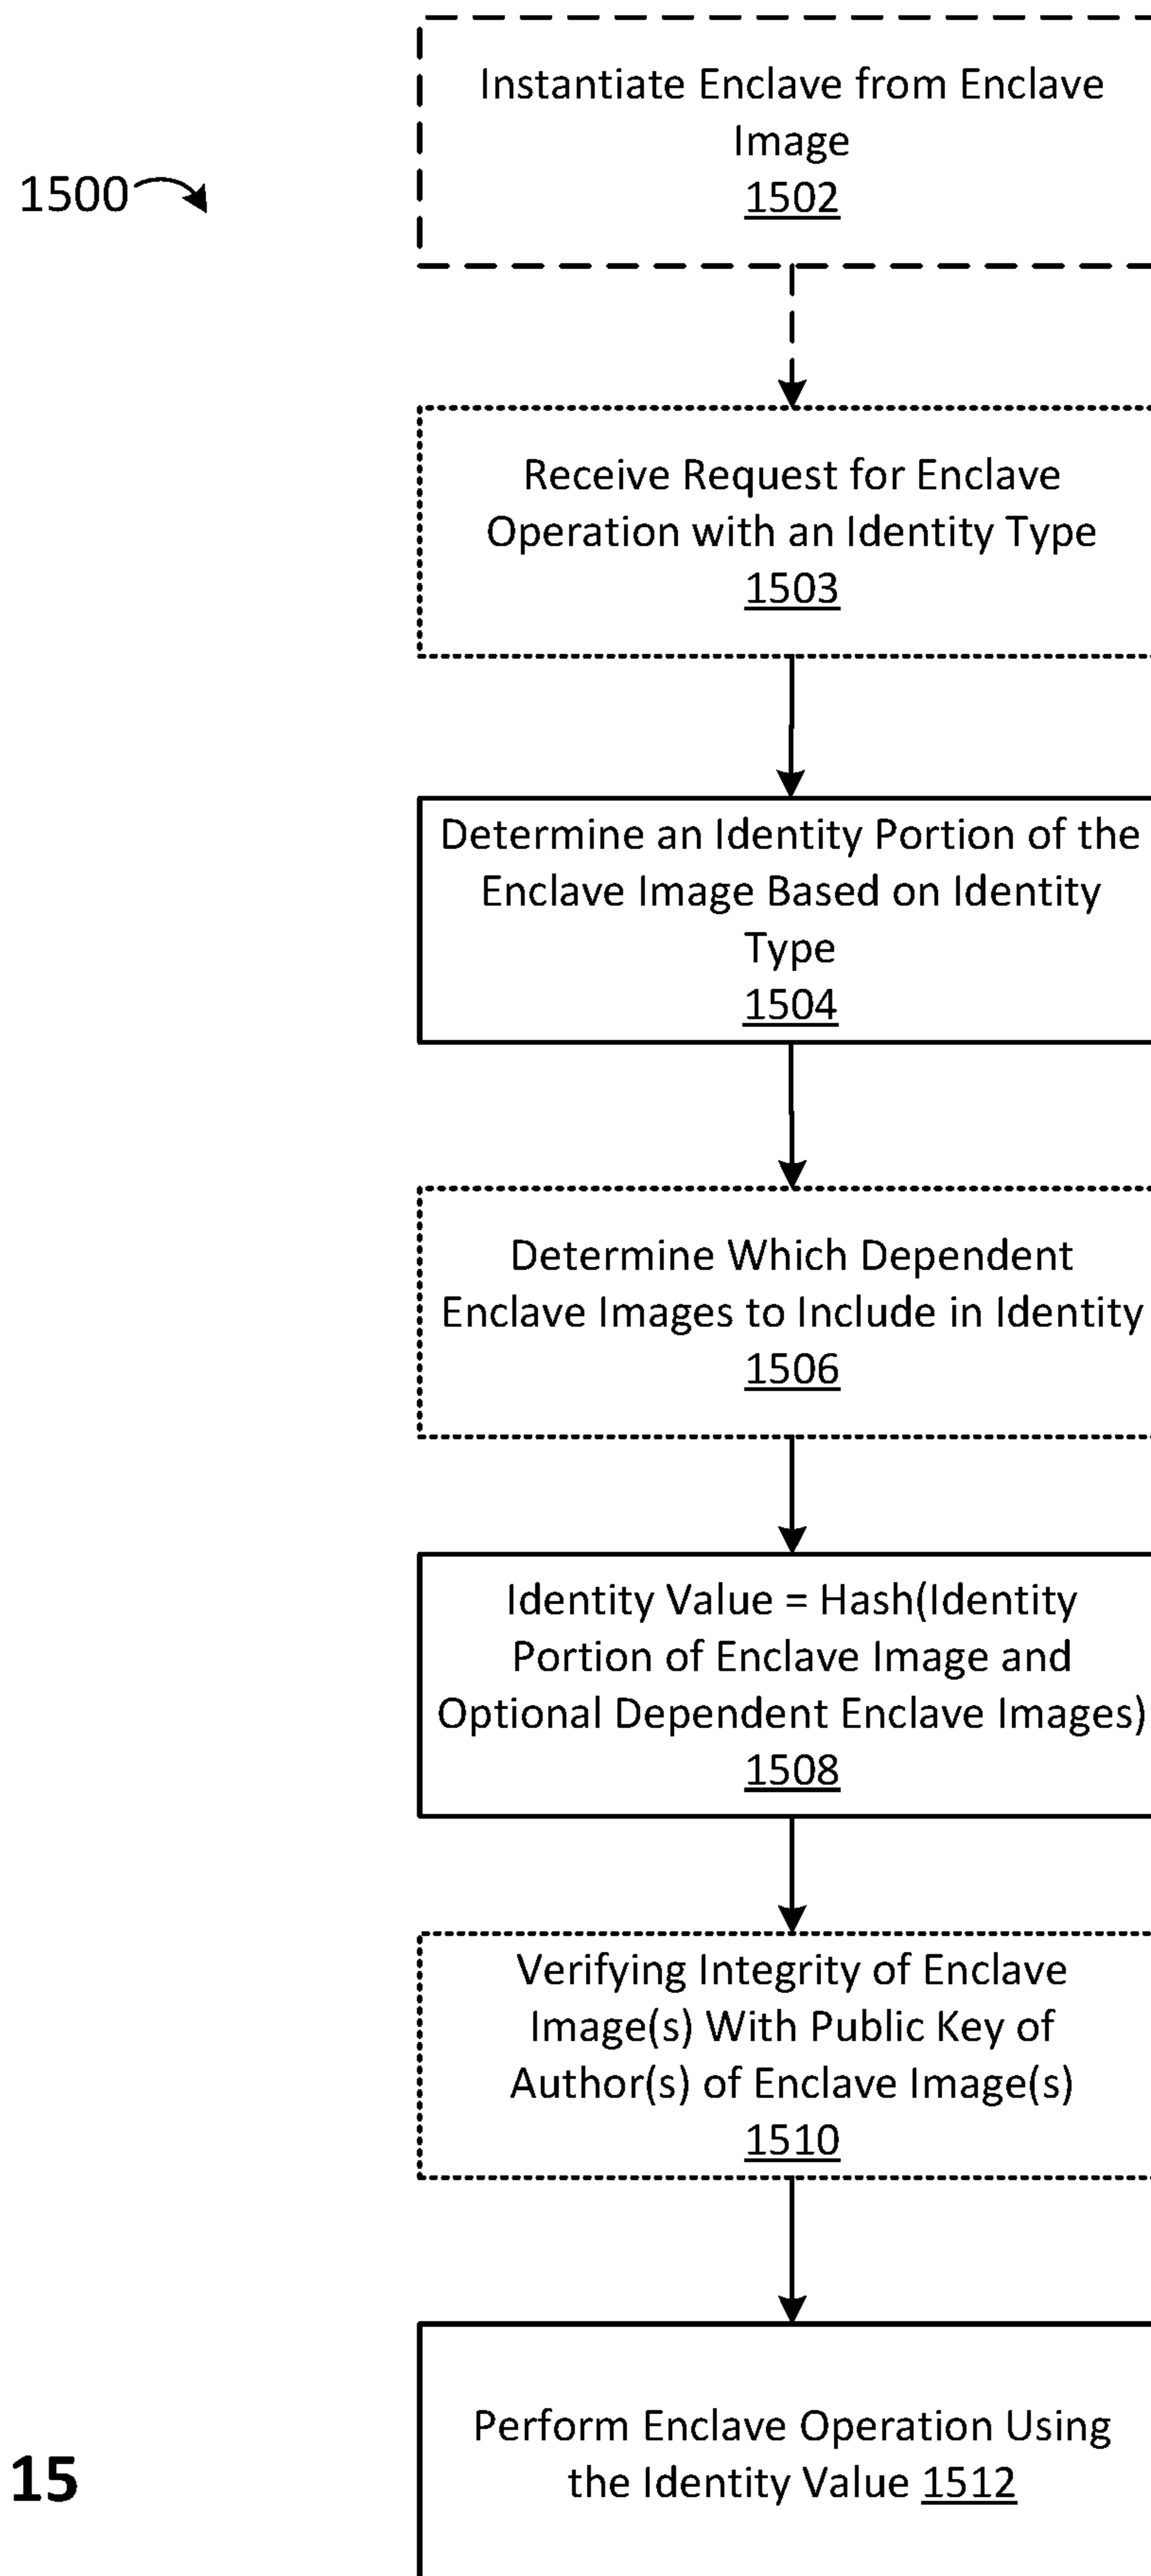 Instantiate Enclave from Enclave
Image
1502
1500
Receive Request for Enclave
Operation with an Identity Type
1503
Determine an Identity Portion of the
Enclave Image Based on Identity
Type
1504
Determine Which Dependent
Enclave Images to Include in Identity
1506
Identity Value = Hash(Identity
Portion of Enclave Image and
Optional Dependent Enclave Images)
1508
Verifying Integrity of Enclave
Image(s) With Public Key of
Author(s) of Enclave Image(s)
1510
Perform Enclave Operation Using
the Identity Value 1512
15